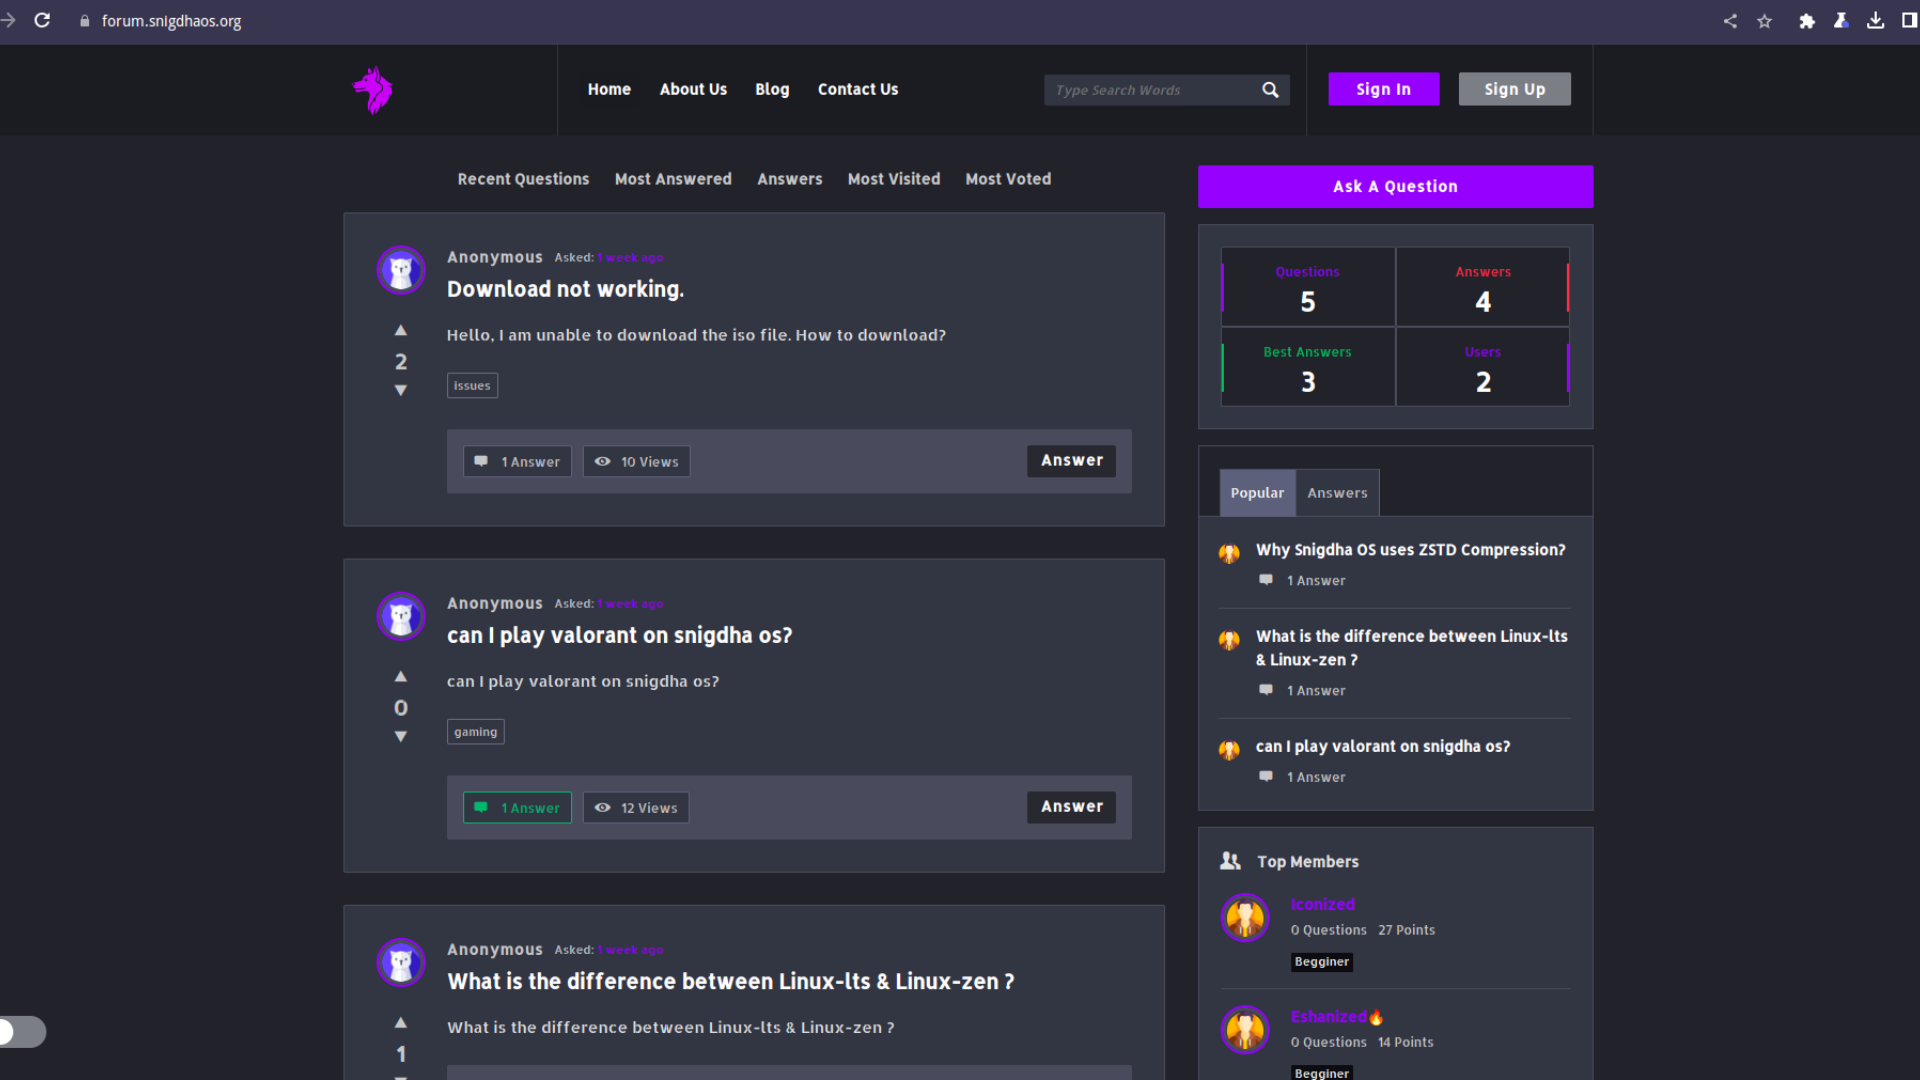 forum.snigdhaos.org
Home About Us Blog Contact Us Type Search Words Sign In Sign Up
Recent Questions Most Answered Answers Most Visited Most Voted
Anonymous Asked: 1 week ago
Download not working.
2
Hello, I am unable to download the iso file. How to download?
issues
1 Answer 10 Views Answer
Anonymous Asked: 1 week ago
can I play valorant on snigdha os?
0
can I play valorant on snigdha os?
gaming
1 Answer 12 Views Answer
Anonymous Asked: 1 week ago
What is the difference between Linux-lts & Linux-zen ?
What is the difference between Linux-lts & Linux-zen ?
1
Ask A Question
Questions Answers
5 4
Best Answers Users
3 2
Popular Answers
Why Snigdha OS uses ZSTD Compression?
1 Answer
What is the difference between Linux-lts
& Linux-zen ?
1 Answer
can I play valorant on snigdha os?
1 Answer
Top Members
Iconized
0 Questions 27 Points
Begginer
Eshanized🔥
0 Questions 14 Points
Begginer